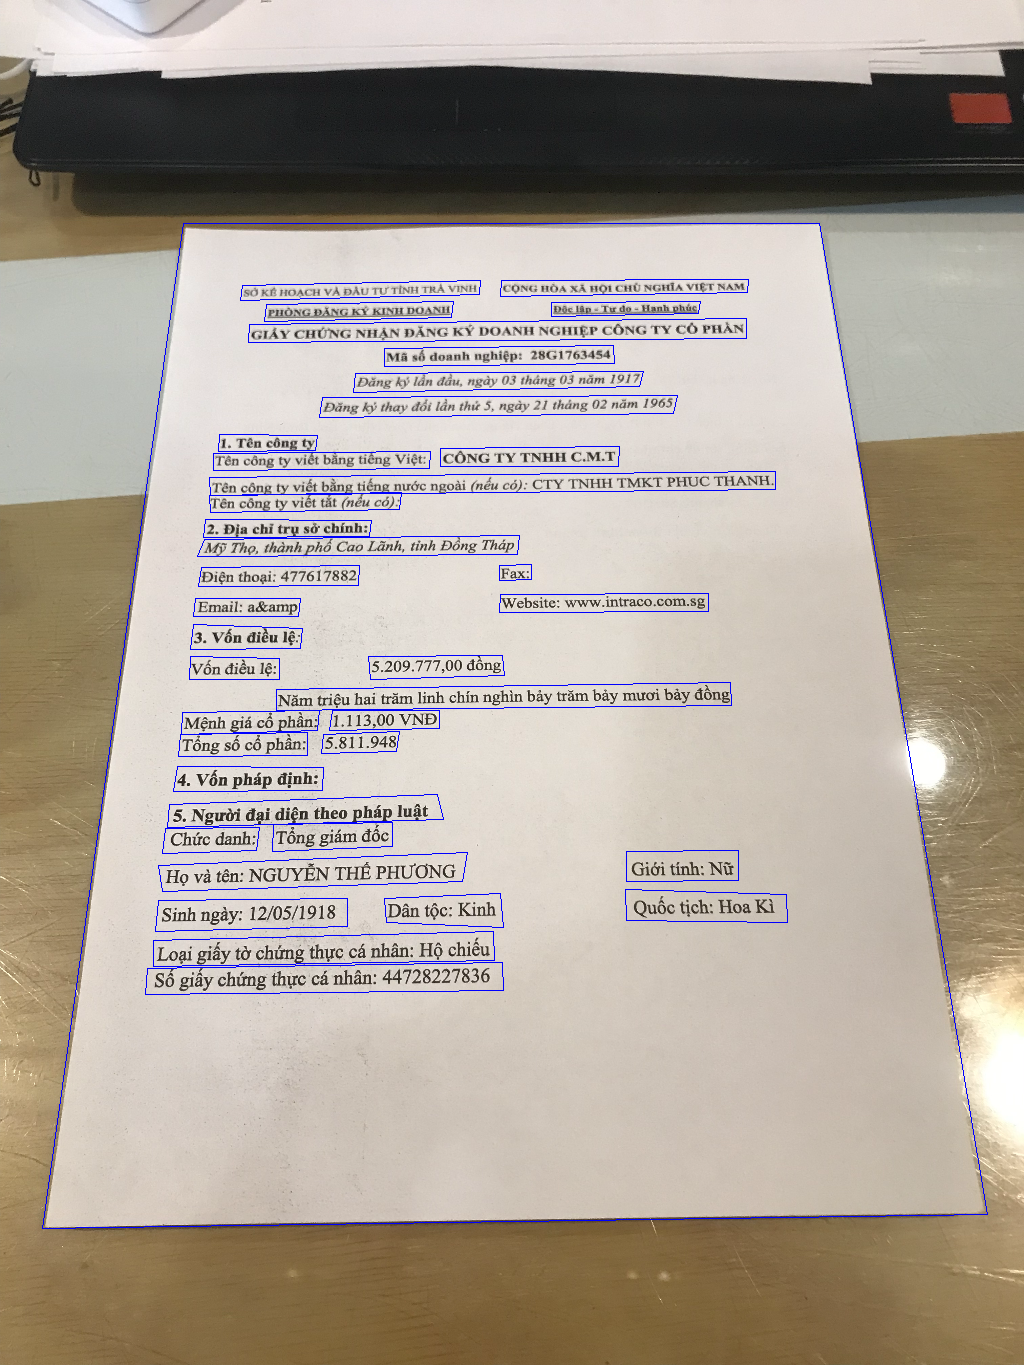 SỞ KẾ HOẠCH VÀ ĐẦU TƯ TỈNH TRÀ VINH CỘNG HÒA XÃ HỘI CHỦ NGHĨA VIỆT NAM
PHÒNG ĐĂNG KÝ KINH DOANH Độc lập - Tự do - Hạnh phúc
GIẤY CHỨNG NHẬN ĐĂNG KÝ DOANH NGHIỆP CÔNG TY CỔ PHẦN
Mã số doanh nghiệp: 28G1763454
Đăng ký lần đầu, ngày 03 tháng 03 năm 1917
Đăng ký thay đổi lần thứ 5, ngày 21 tháng 02 năm 1965
1. Tên công ty
Tên công ty viết bằng tiếng Việt: CÔNG TY TNHH C.M.T
Tên công ty viết bằng tiếng nước ngoài (nếu có): CTY TNHH TMKT PHUC THANH.
Tên công ty viết tắt (nếu có):
2. Địa chỉ trụ sở chính:
Mỹ Thọ, thành phố Cao Lãnh, tỉnh Đồng Tháp
Điện thoại: 477617882 Fax:
Email: a&amp Website: www.intraco.com.sg
3. Vốn điều lệ:
Vốn điều lệ: 5.209.777,00 đồng
Năm triệu hai trăm linh chín nghìn bảy trăm bảy mươi bảy đồng
Mệnh giá cổ phần: 1.113,00 VNĐ
Tổng số cổ phần: 5.811.948
4. Vốn pháp định:
5. Người đại diện theo pháp luật
Chức danh: Tổng giám đốc
Họ và tên: NGUYỄN THẾ PHƯƠNG Giới tính: Nữ
Sinh ngày: 12/05/1918 Dân tộc: Kinh Quốc tịch: Hoa Kì
Loại giấy tờ chứng thực cá nhân: Hộ chiếu
Số giấy chứng thực cá nhân: 44728227836